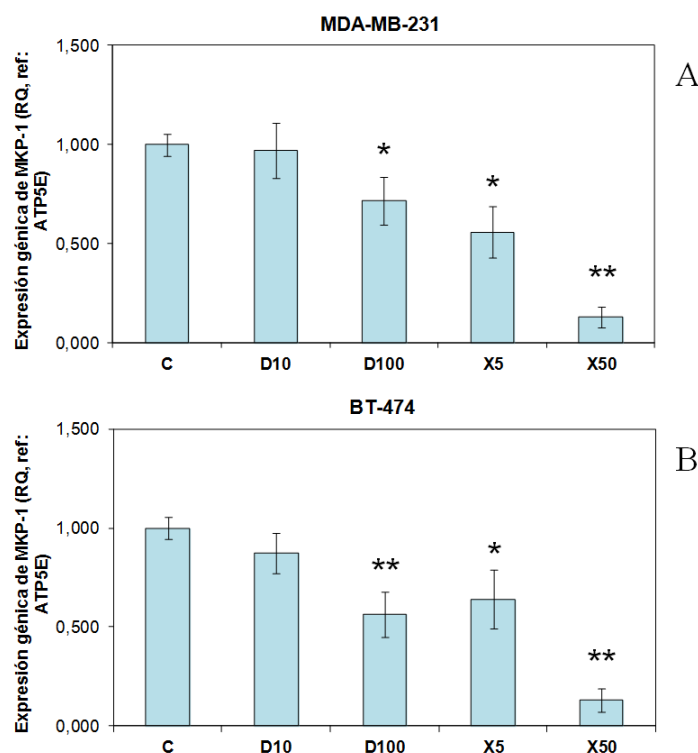 MDA-MB-231
A
Expresión génica de MKP-1 (RQ, ref:
ATP5E)
1,500
1,000
0,500
0,000
*
*
**
C D10 D100 X5 X50
BT-474
B
Expresión génica de MKP-1 (RQ, ref:
ATP5E)
1,500
1,000
0,500
0,000
**
*
**
C D10 D100 X5 X50